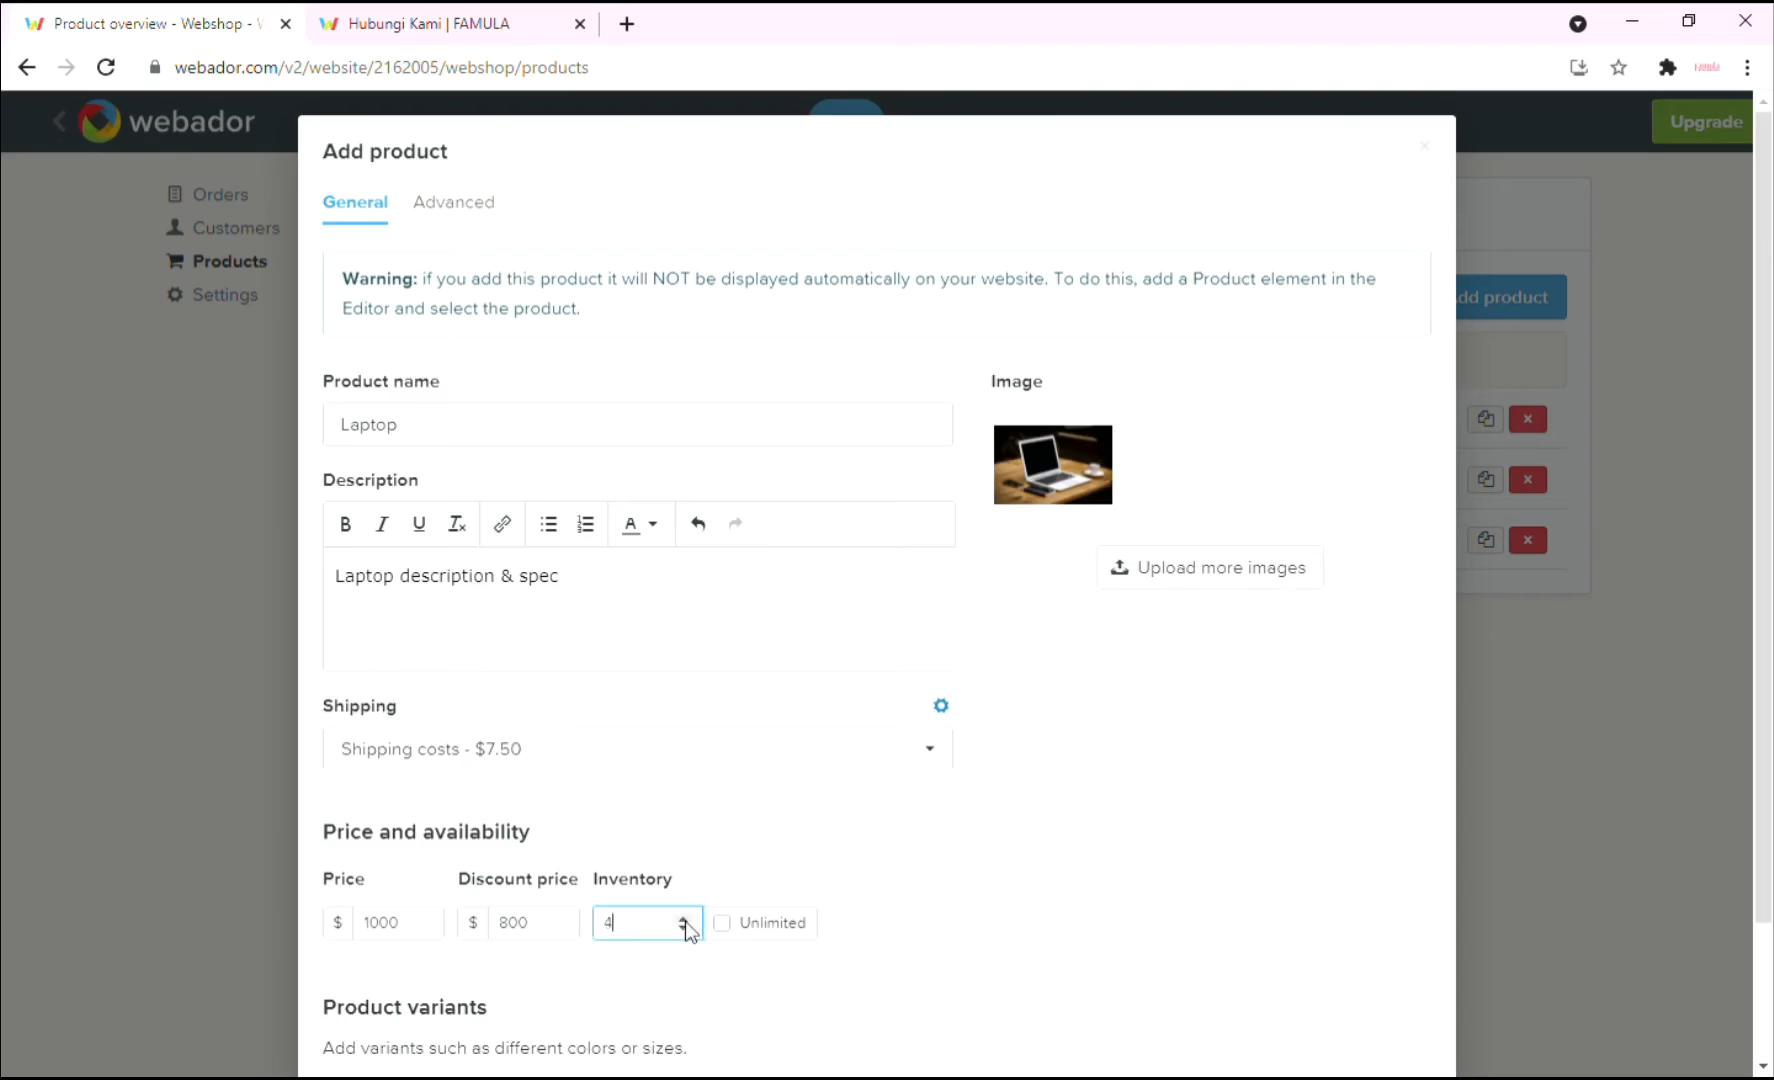 Product overview - Webshop -
Hubungi Kami | FAMULA
webador.com/v2/website/2162005/webshop/products
webador
Upgrade
Orders
Customers
Products
Settings
Add product
General
Advanced
Warning: if you add this product it will NOT be displayed automatically on your website. To do this, add a Product element in the
Editor and select the product.
dd product
Product name
Image
Laptop
Description
B I U Tx A
Upload more images
Laptop description & spec
Shipping
Shipping costs - $7.50
Price and availability
Price
Discount price
Inventory
$ 1000
$ 800
4
Unlimited
Product variants
Add variants such as different colors or sizes.